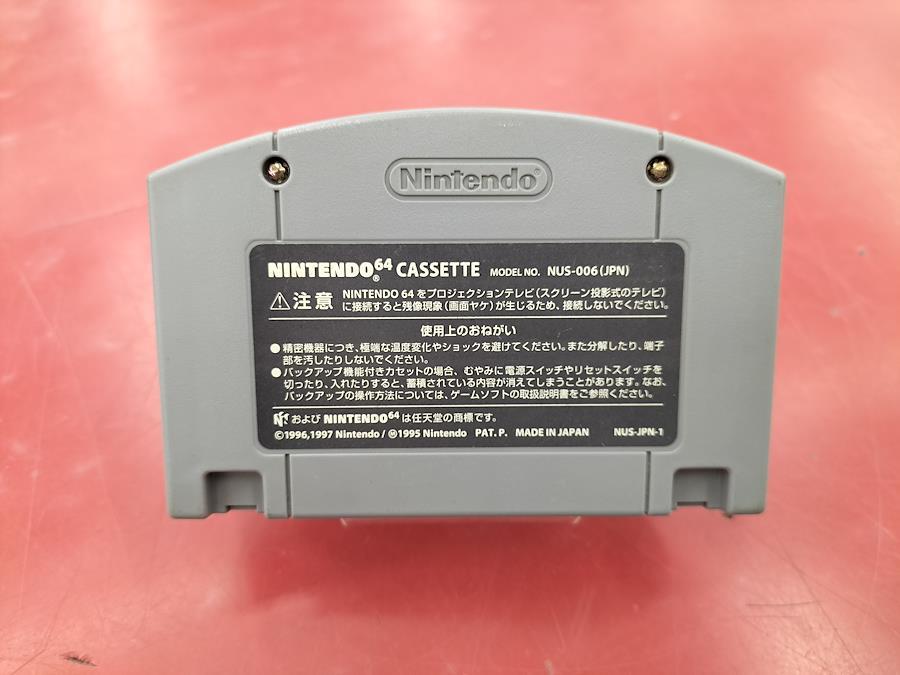 Nintendo
NINTENDO64 CASSETTE MODEL NO. NUS-006(JPN)
⚠注意 NINTENDO 64をプロジェクションテレビ(スクリーン投影式のテレビ)
に接続すると残像現象(画面ヤケ)が生じるため、接続しないでください。
使用上のおねがい
●精密機器につき、極端な温度変化やショックを避けてください。また分解したり、端子
部を汚したりしないでください。
●バックアップ機能付きカセットの場合、むやみに電源スイッチやリセットスイッチを
切ったり、入れたりすると、蓄積されている内容が消えてしまうことがあります。なお、
バックアップの操作方法については、ゲームソフトの取扱説明書をご参照ください。
およびNINTENDO64は任天堂の商標です。
©1996,1997 Nintendo/Ⓜ1995 Nintendo PAT. P. MADE IN JAPAN NUS-JPN-1